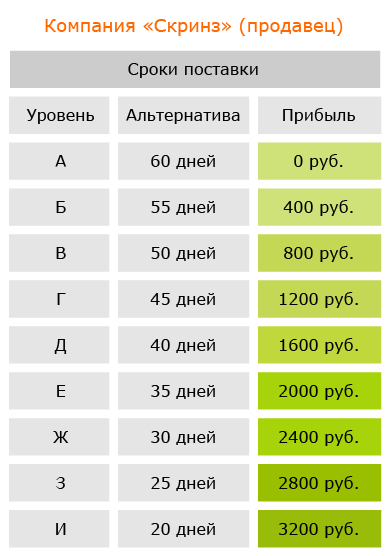 Компания «Скринз» (продавец)
Сроки поставки
Уровень Альтернатива Прибыль
А 60 дней 0 руб.
Б 55 дней 400 руб.
В 50 дней 800 руб.
Г 45 дней 1200 руб.
Д 40 дней 1600 руб.
Е 35 дней 2000 руб.
Ж 30 дней 2400 руб.
З 25 дней 2800 руб.
И 20 дней 3200 руб.